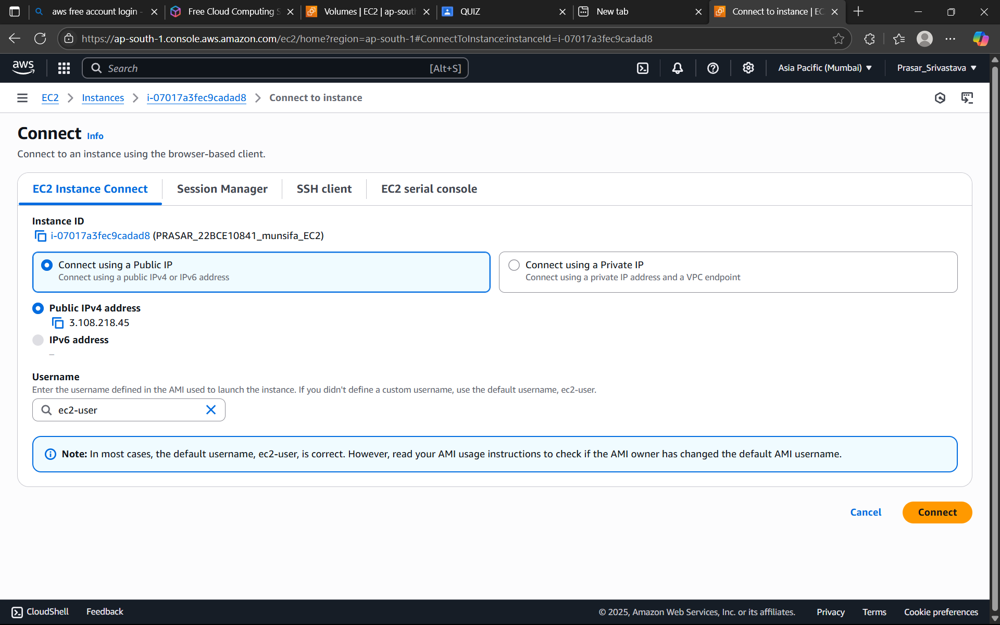 aws free account login -
Free Cloud Computing S
Volumes | EC2 | ap-sout
QUIZ
New tab
Connect to instance | EC
https://ap-south-1.console.aws.amazon.com/ec2/home?region=ap-south-1#ConnectToInstance:instanceId=i-07017a3fec9cadad8
aws
Search
[Alt+S]
Asia Pacific (Mumbai)
Prasar_Srivastava
EC2
Instances
i-07017a3fec9cadad8
Connect to instance
Connect Info
Connect to an instance using the browser-based client.
EC2 Instance Connect
Session Manager
SSH client
EC2 serial console
Instance ID
i-07017a3fec9cadad8 (PRASAR_22BCE10841_munsifa_EC2)
Connect using a Public IP
Connect using a public IPv4 or IPv6 address
Connect using a Private IP
Connect using a private IP address and a VPC endpoint
Public IPv4 address
3.108.218.45
IPv6 address
–
Username
Enter the username defined in the AMI used to launch the instance. If you didn't define a custom username, use the default username, ec2-user.
ec2-user
Note: In most cases, the default username, ec2-user, is correct. However, read your AMI usage instructions to check if the AMI owner has changed the default AMI username.
Cancel
Connect
CloudShell
Feedback
© 2025, Amazon Web Services, Inc. or its affiliates.
Privacy
Terms
Cookie preferences